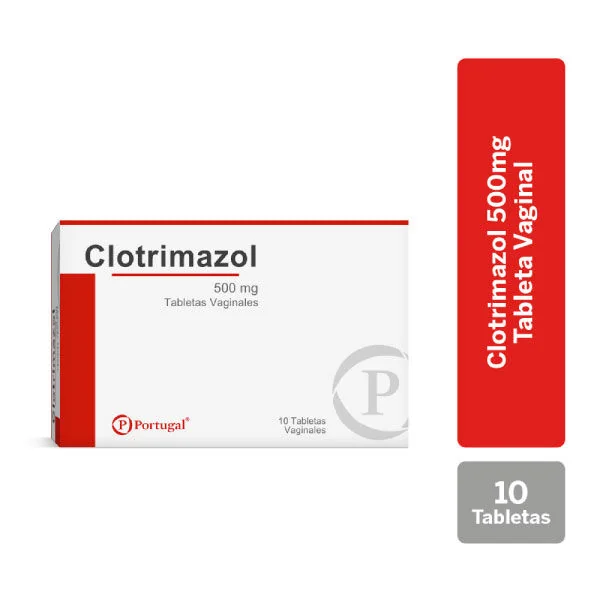 Clotrimazol
500 mg
Tabletas Vaginales
P Portugal®
10 Tabletas
Vaginales
P
Clotrimazol 500mg
Tableta Vaginal
10
Tabletas